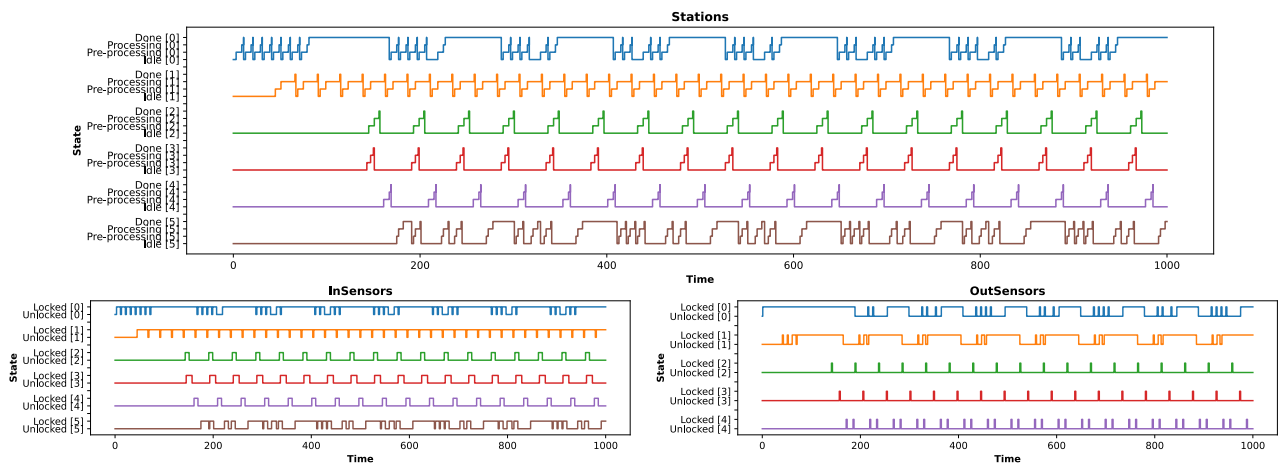 Stations
Done [0]
Processing [0]
Pre-processing [0]
Idle [0]
Done [1]
Processing [1]
Pre-processing [1]
Idle [1]
Done [2]
Processing [2]
Pre-processing [2]
Idle [2]
Done [3]
Processing [3]
Pre-processing [3]
Idle [3]
Done [4]
Processing [4]
Pre-processing [4]
Idle [4]
Done [5]
Processing [5]
Pre-processing [5]
Idle [5]
State
0 200 400 600 800 1000
Time
InSensors
Locked [0]
Unlocked [0]
Locked [1]
Unlocked [1]
Locked [2]
Unlocked [2]
Locked [3]
Unlocked [3]
Locked [4]
Unlocked [4]
Locked [5]
Unlocked [5]
State
0 200 400 600 800 1000
Time
OutSensors
Locked [0]
Unlocked [0]
Locked [1]
Unlocked [1]
Locked [2]
Unlocked [2]
Locked [3]
Unlocked [3]
Locked [4]
Unlocked [4]
State
0 200 400 600 800 1000
Time